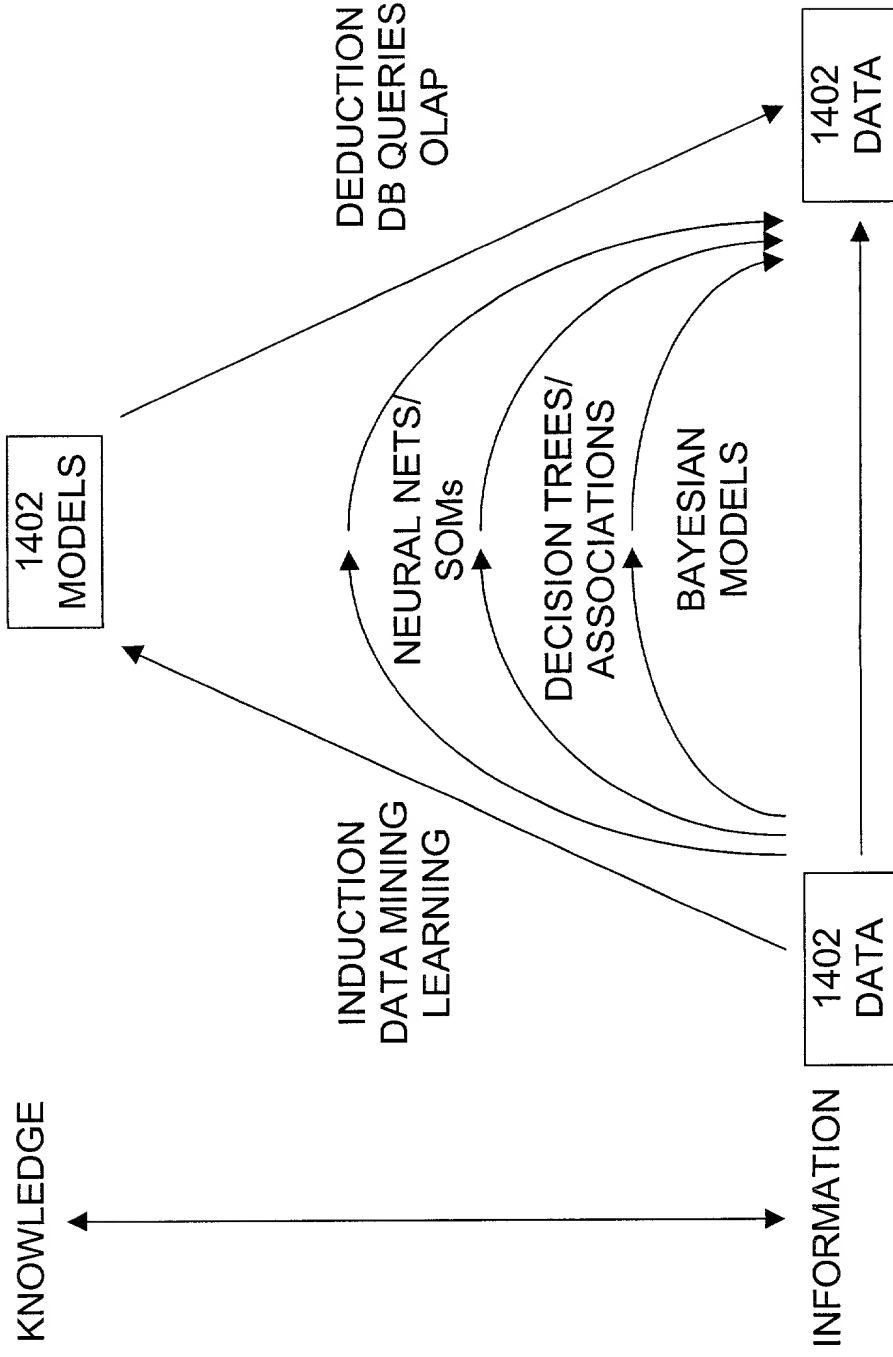 KNOWLEDGE
1402
MODELS
INDUCTION
DATA MINING
LEARNING
DEDUCTION
DB QUERIES
OLAP
NEURAL NETS/
SOMs
DECISION TREES/
ASSOCIATIONS
BAYESIAN
MODELS
INFORMATION
1402
DATA
1402
DATA